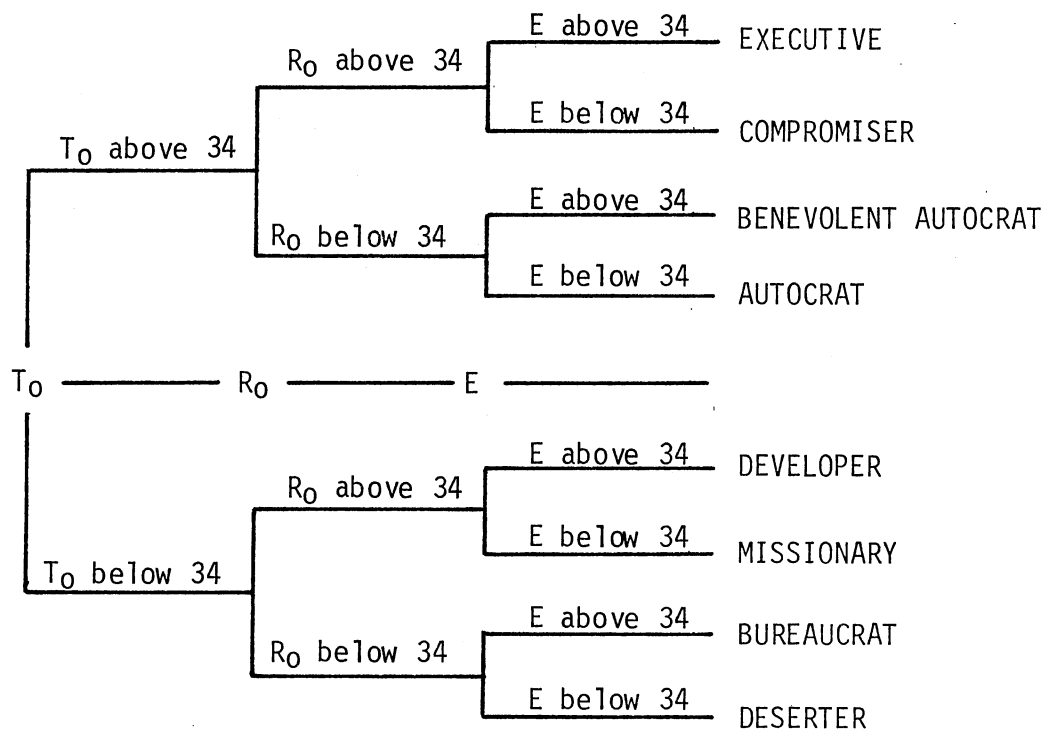 E above 34 EXECUTIVE
R₀ above 34
E below 34 COMPROMISER
T₀ above 34
E above 34 BENEVOLENT AUTOCRAT
R₀ below 34
E below 34 AUTOCRAT
T₀ R₀ E
E above 34 DEVELOPER
R₀ above 34
E below 34 MISSIONARY
T₀ below 34
E above 34 BUREAUCRAT
R₀ below 34
E below 34 DESERTER